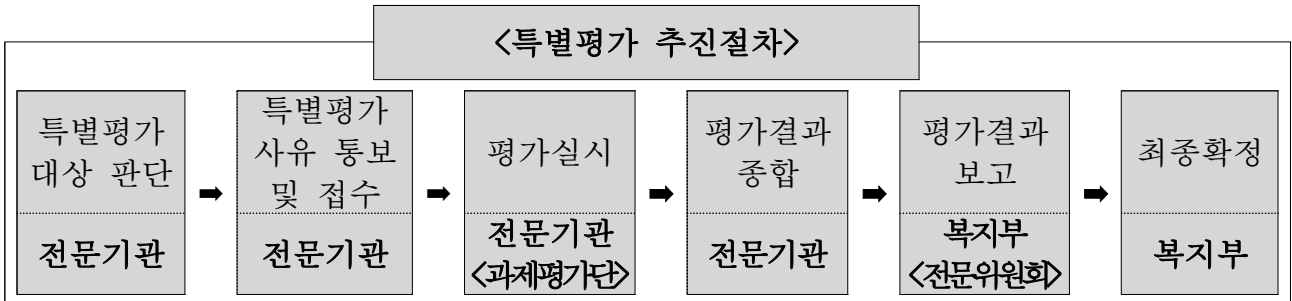 <특별평가 추진절차>
특별평가
대상 판단
전문기관
➡
특별평가
사유 통보
및 접수
전문기관
➡
평가실시
전문기관
<과제평가단>
➡
평가결과
종합
전문기관
➡
평가결과
보고
복지부
<전문위원회>
➡
최종확정
복지부